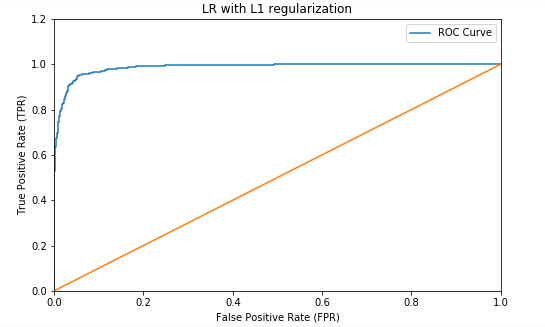 LR with L1 regularization
ROC Curve
True Positive Rate (TPR)
1.2
1.0
0.8
0.6
0.4
0.2
0.0
0.0 0.2 0.4 0.6 0.8 1.0
False Positive Rate (FPR)